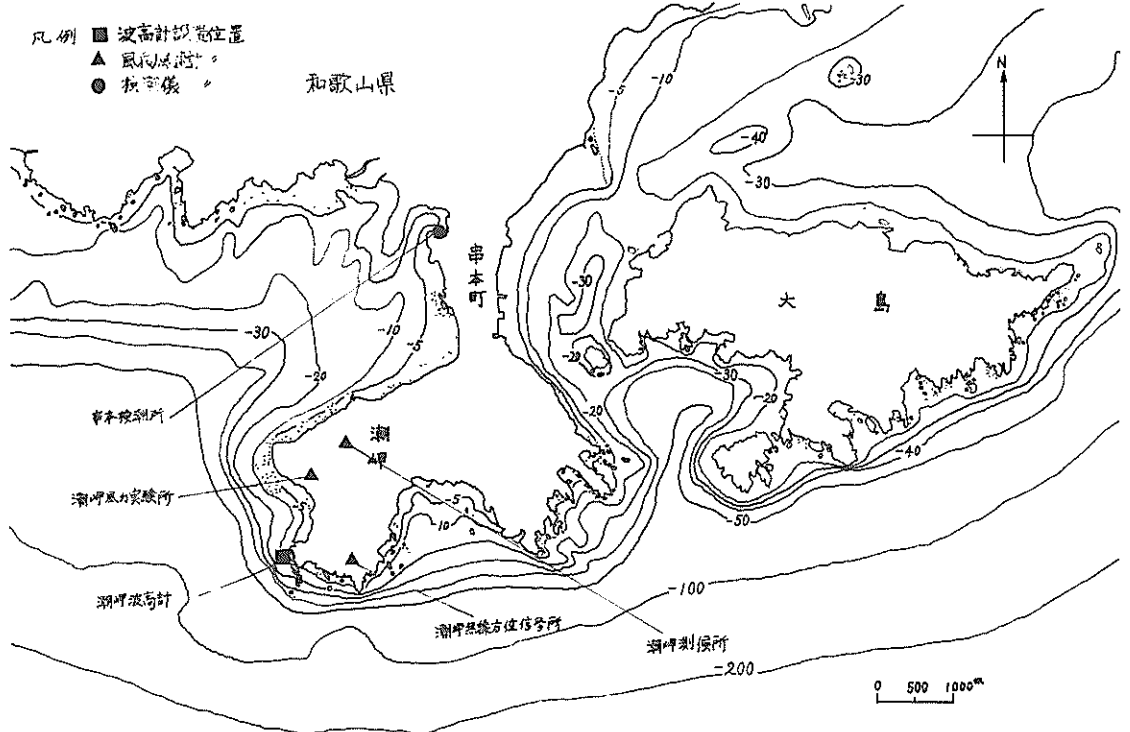 凡例 ■ 波高計設置位置
▲ 風向風速計 〃
● 検潮儀 〃
和歌山県
N
-5
-10
-30
-40
-30
串本町
大島
8
-30
-20
-30
-10
-5
-20
-30
-20
-20
-40
-50
串本検潮所
潮岬
潮岬風力実験所
-5
-5
10
潮岬波高計
潮岬無線方位信号所
潮岬測候所
-100
-200
0 500 1000m